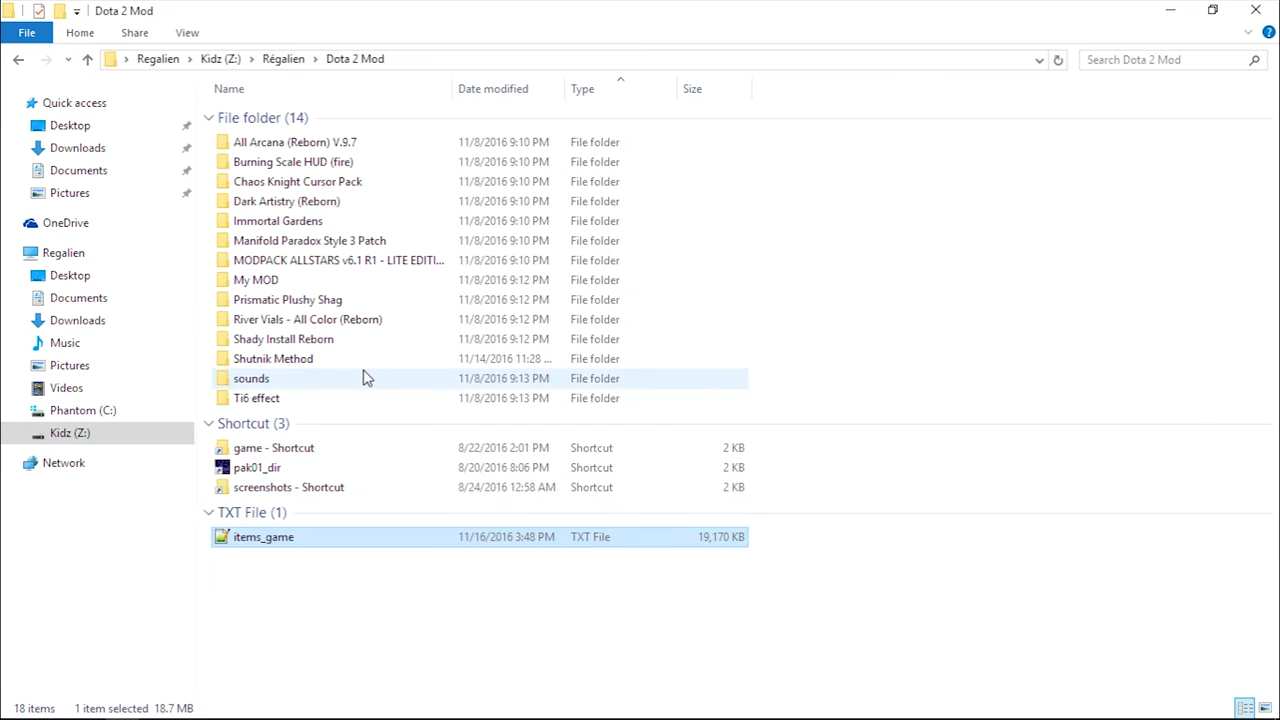 Dota 2 Mod
File Home Share View
Regalien Kidz (Z:) Régalien Dota 2 Mod Search Dota 2 Mod
Name Date modified Type Size
Quick access
Desktop
Downloads
Documents
Pictures
OneDrive
Regalien
Desktop
Documents
Downloads
Music
Pictures
Videos
Phantom (C:)
Kidz (Z:)
Network
File folder (14)
All Arcana (Reborn) V.9.7 11/8/2016 9:10 PM File folder
Burning Scale HUD (fire) 11/8/2016 9:10 PM File folder
Chaos Knight Cursor Pack 11/8/2016 9:10 PM File folder
Dark Artistry (Reborn) 11/8/2016 9:10 PM File folder
Immortal Gardens 11/8/2016 9:10 PM File folder
Manifold Paradox Style 3 Patch 11/8/2016 9:10 PM File folder
MODPACK ALLSTARS v6.1 R1 - LITE EDITI... 11/8/2016 9:10 PM File folder
My MOD 11/8/2016 9:12 PM File folder
Prismatic Plushy Shag 11/8/2016 9:12 PM File folder
River Vials - All Color (Reborn) 11/8/2016 9:12 PM File folder
Shady Install Reborn 11/8/2016 9:12 PM File folder
Shutnik Method 11/14/2016 11:28 ... File folder
sounds 11/8/2016 9:13 PM File folder
Ti6 effect 11/8/2016 9:13 PM File folder
Shortcut (3)
game - Shortcut 8/22/2016 2:01 PM Shortcut 2 KB
pak01_dir 8/20/2016 8:06 PM Shortcut 2 KB
screenshots - Shortcut 8/24/2016 12:58 AM Shortcut 2 KB
TXT File (1)
items_game 11/16/2016 3:48 PM TXT File 19,170 KB
18 items 1 item selected 18.7 MB